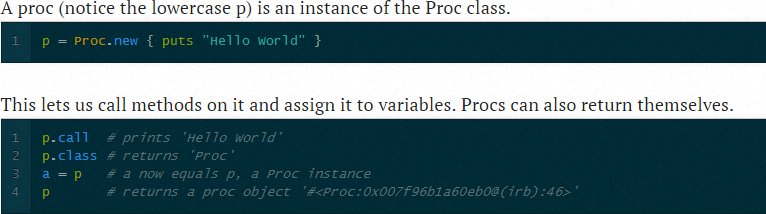 A proc (notice the lowercase p) is an instance of the Proc class.
1 p = Proc.new { puts "Hello World" }
This lets us call methods on it and assign it to variables. Procs can also return themselves.
1 p.call # prints 'Hello World'
2 p.class # returns 'Proc'
3 a = p # a now equals p, a Proc instance
4 p # returns a proc object '#<Proc:0x007f96b1a60eb0@(irb):46>'